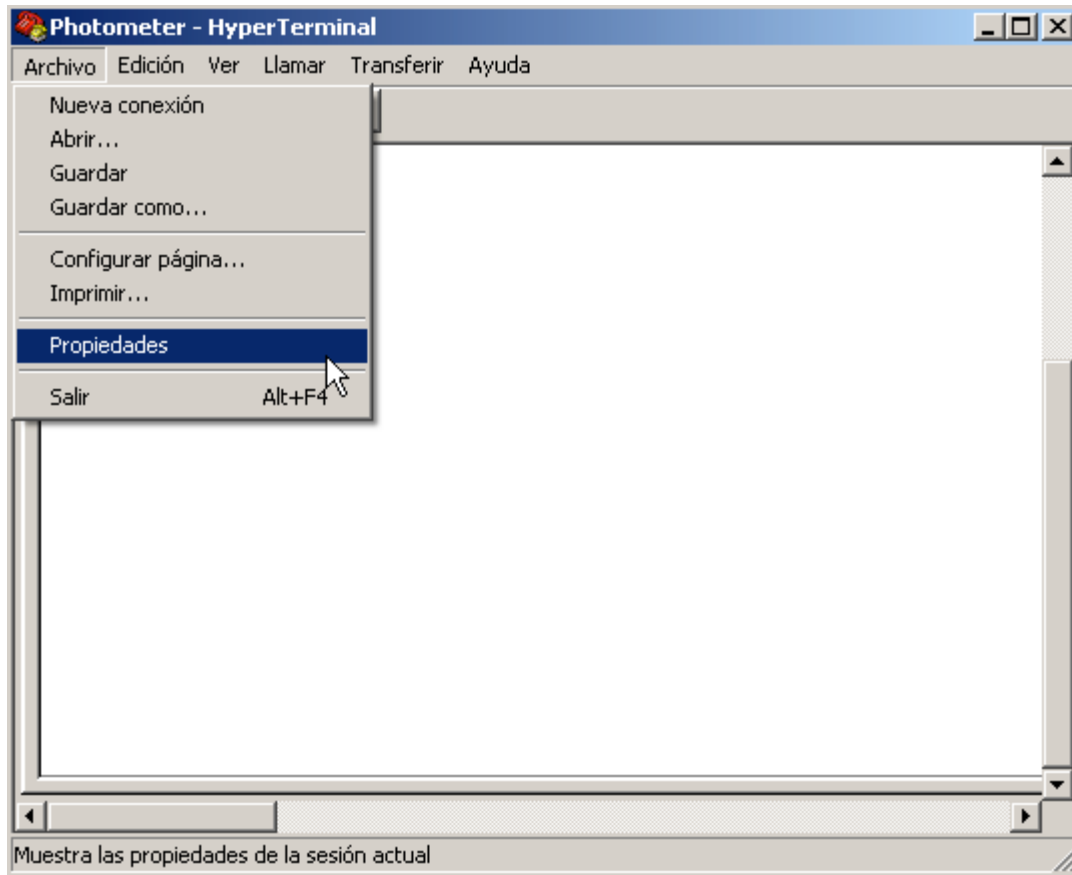 Photometer - HyperTerminal
Archivo Edición Ver Llamar Transferir Ayuda
Nueva conexión
Abrir...
Guardar
Guardar como...
Configurar página...
Imprimir...
Propiedades
Salir Alt+F4
Muestra las propiedades de la sesión actual